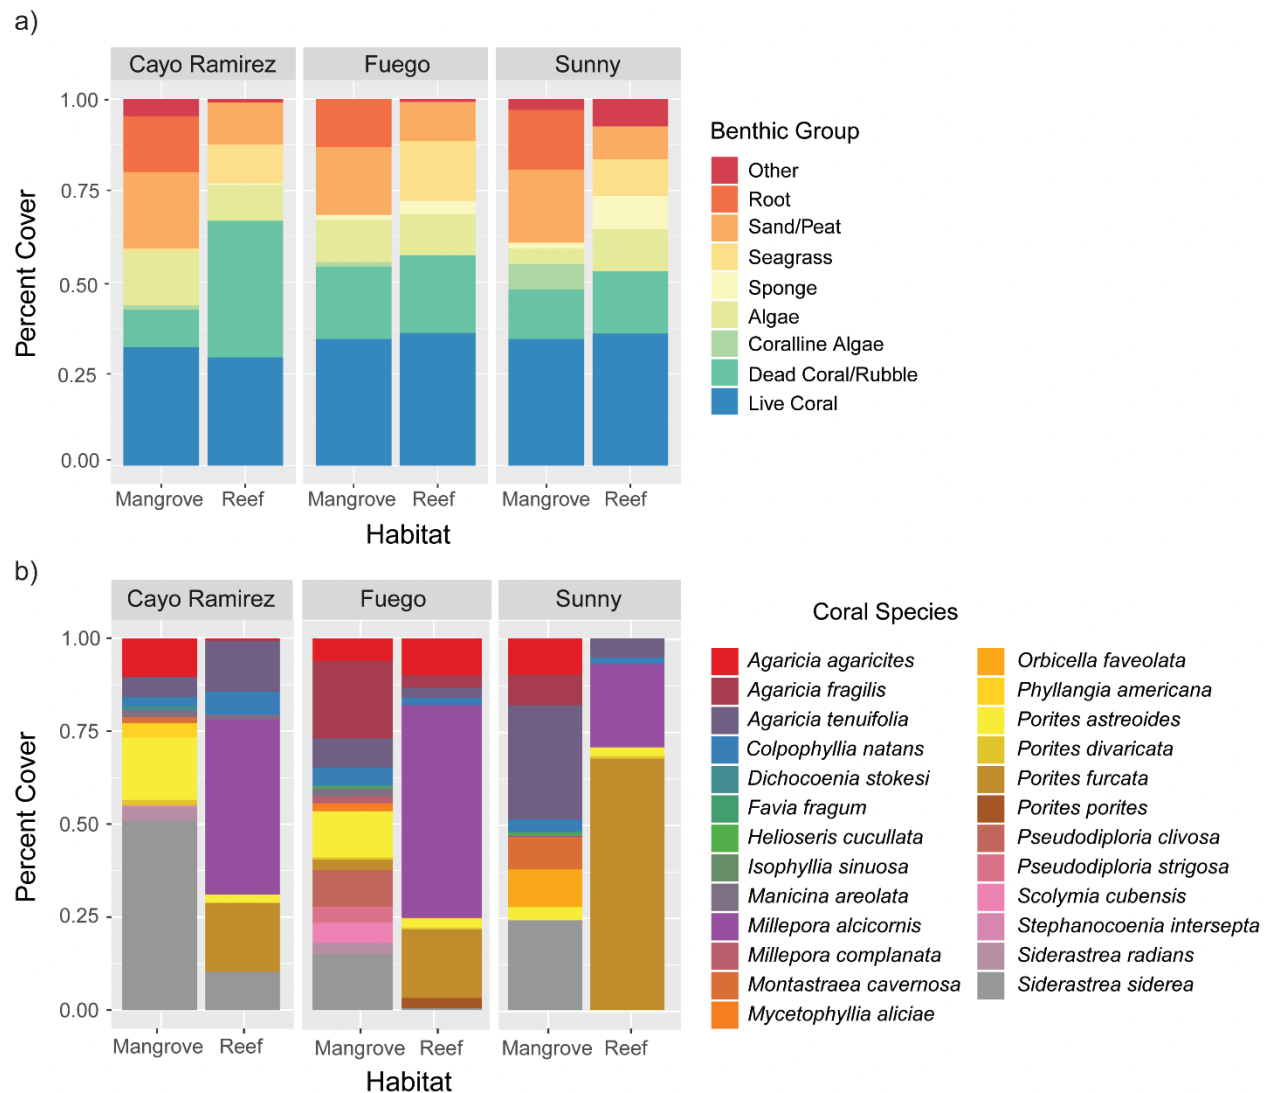 a)
Cayo Ramirez Fuego Sunny
1.00
0.75
0.50
0.25
0.00
Percent Cover
Mangrove Reef Mangrove Reef Mangrove Reef
Habitat
Benthic Group
Other
Root
Sand/Peat
Seagrass
Sponge
Algae
Coralline Algae
Dead Coral/Rubble
Live Coral
b)
Cayo Ramirez Fuego Sunny
1.00
0.75
0.50
0.25
0.00
Percent Cover
Mangrove Reef Mangrove Reef Mangrove Reef
Habitat
Coral Species
Agaricia agaricites
Agaricia fragilis
Agaricia tenuifolia
Colpophyllia natans
Dichocoenia stokesi
Favia fragum
Helioseris cucullata
Isophyllia sinuosa
Manicina areolata
Millepora alcicornis
Millepora complanata
Montastraea cavernosa
Mycetophyllia aliciae
Orbicella faveolata
Phyllangia americana
Porites astreoides
Porites divaricata
Porites furcata
Porites porites
Pseudodiploria clivosa
Pseudodiploria strigosa
Scolymia cubensis
Stephanocoenia intersepta
Siderastrea radians
Siderastrea siderea